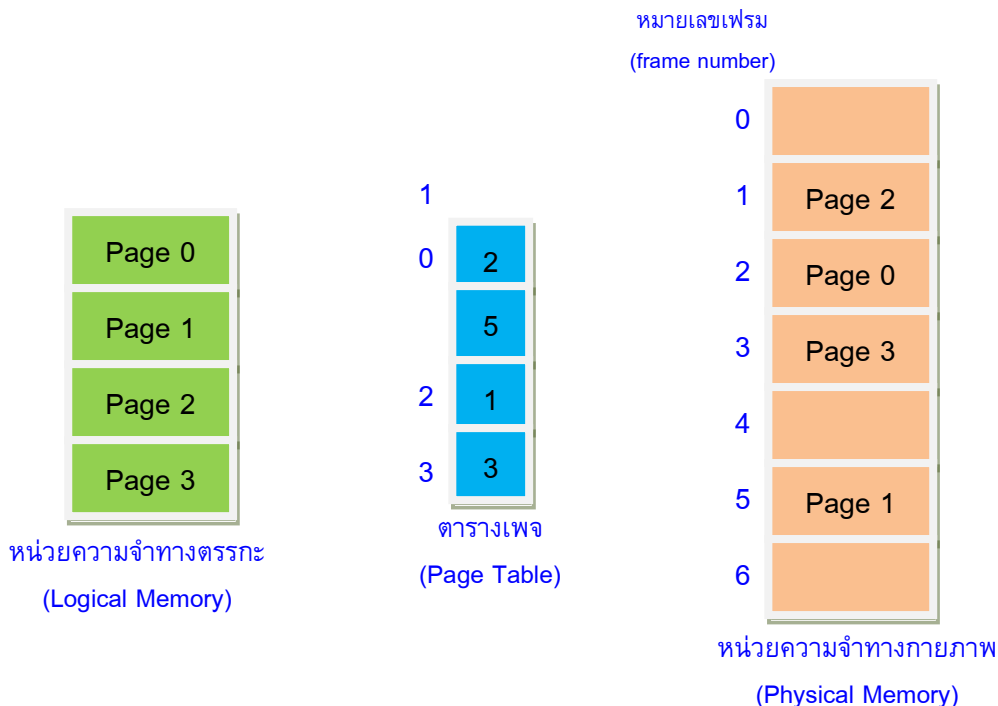 หมายเลขเฟรม
(frame number)
0
1 Page 2
2 Page 0
3 Page 3
4
5 Page 1
6
หน่วยความจำทางกายภาพ
(Physical Memory)
Page 0
Page 1
Page 2
Page 3
หน่วยความจำทางตรรกะ
(Logical Memory)
1
0 2
5
2 1
3 3
ตารางเพจ
(Page Table)